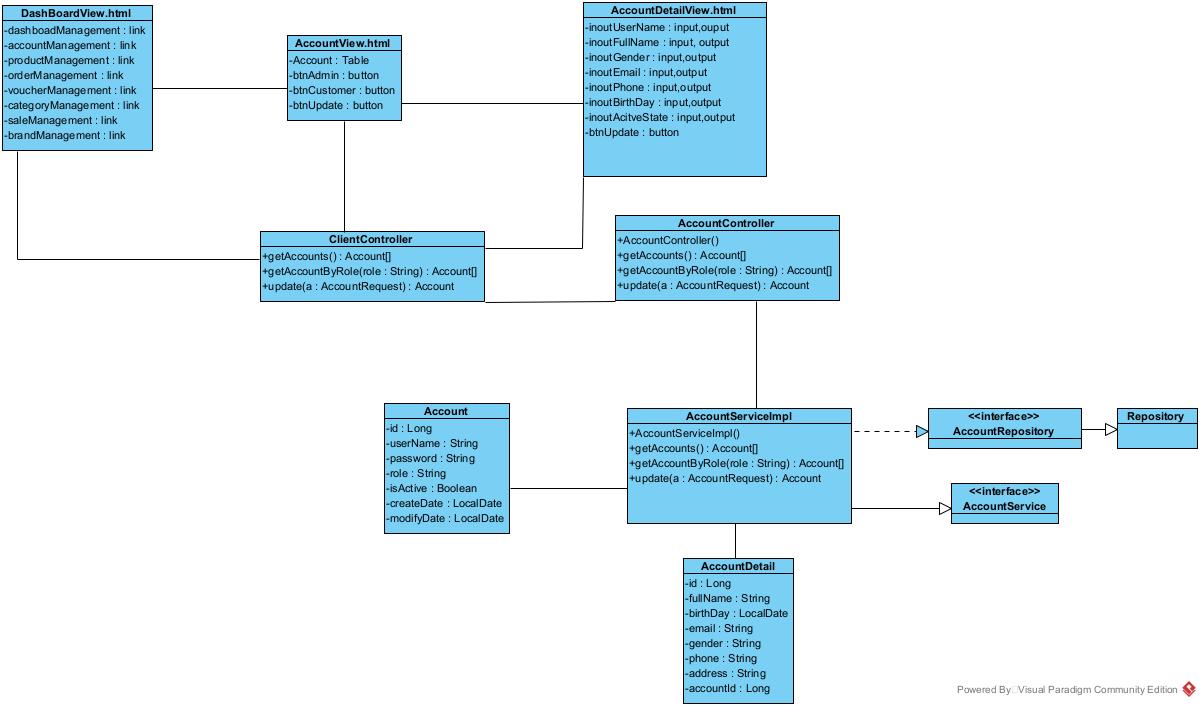 DashBoardView.html
-dashboadManagement : link
-accountManagement : link
-productManagement : link
-orderManagement : link
-voucherManagement : link
-categoryManagement : link
-saleManagement : link
-brandManagement : link
AccountView.html
-Account : Table
-btnAdmin : button
-btnCustomer : button
-btnUpdate : button
AccountDetailView.html
-inoutUserName : input,ouput
-inoutFullName : input, output
-inoutGender : input,output
-inoutEmail : input,output
-inoutPhone : input,output
-inoutBirthDay : input,output
-inoutAcitveState : input,output
-btnUpdate : button
ClientController
+getAccounts() : Account[]
+getAccountByRole(role : String) : Account[]
+update(a : AccountRequest) : Account
AccountController
+AccountController()
+getAccounts() : Account[]
+getAccountByRole(role : String) : Account[]
+update(a : AccountRequest) : Account
Account
-id : Long
-userName : String
-password : String
-role : String
-isActive : Boolean
-createDate : LocalDate
-modifyDate : LocalDate
AccountServiceImpl
+AccountServiceImpl()
+getAccounts() : Account[]
+getAccountByRole(role : String) : Account[]
+update(a : AccountRequest) : Account
<<interface>>
AccountRepository
Repository
<<interface>>
AccountService
AccountDetail
-id : Long
-fullName : String
-birthDay : LocalDate
-email : String
-gender : String
-phone : String
-address : String
-accountId : Long
Powered By Visual Paradigm Community Edition